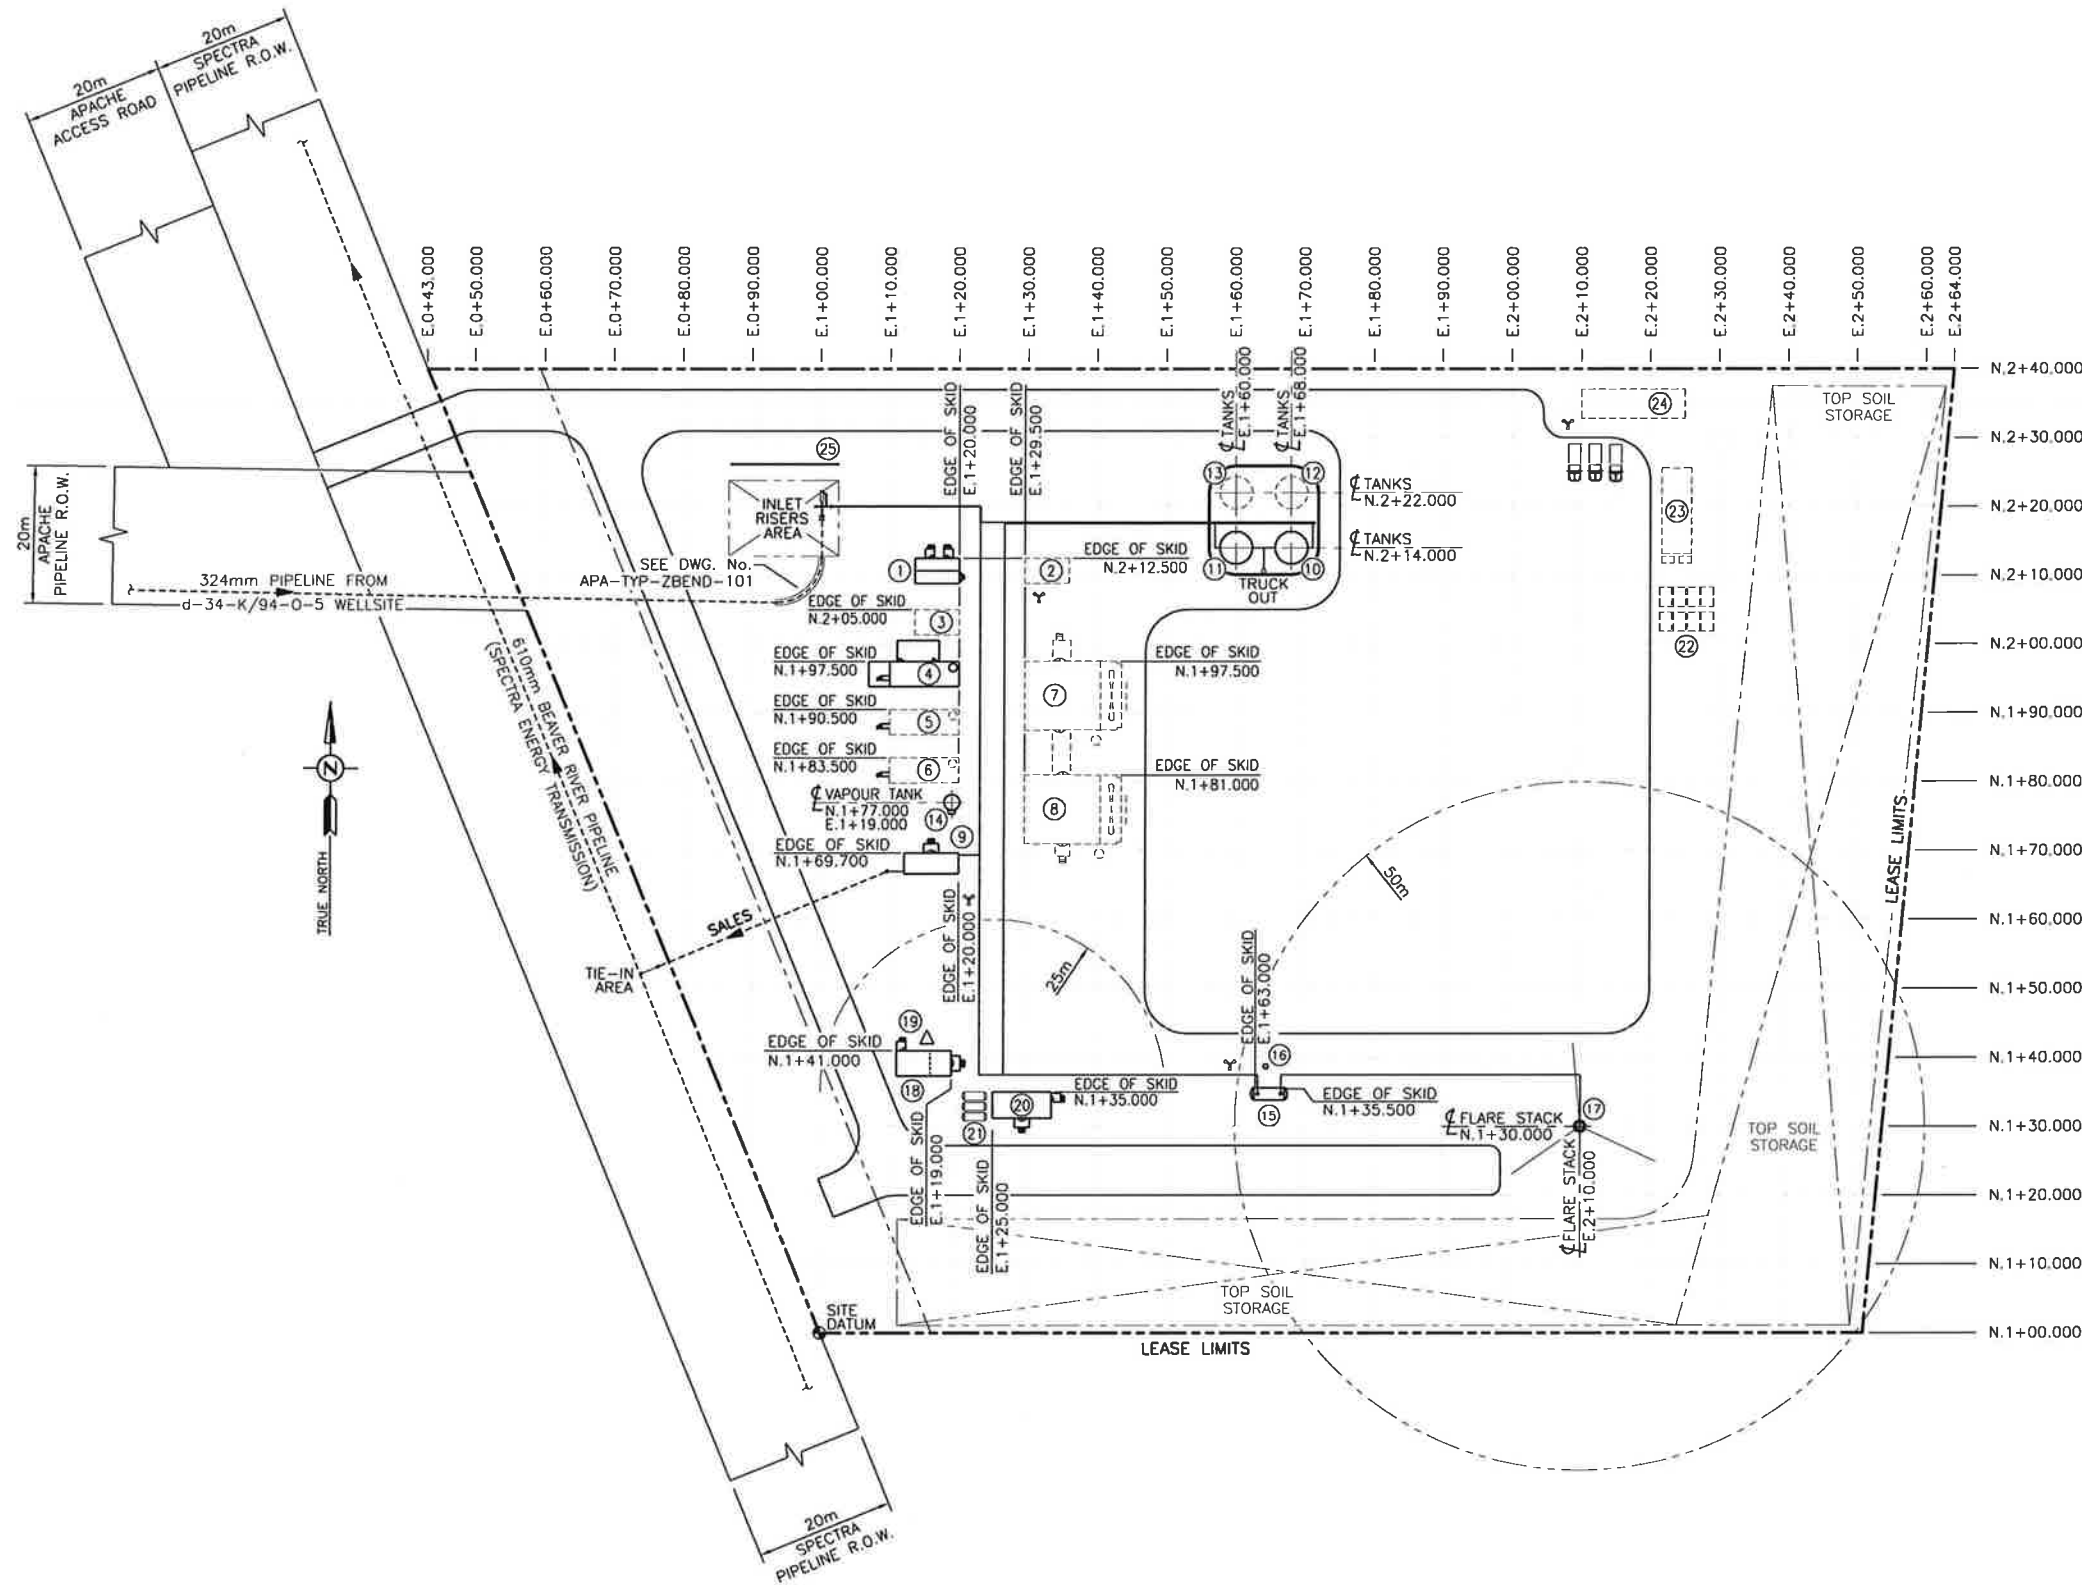 20m
SPECTRA
PIPELINE R.O.W.
20m
APACHE
ACCESS ROAD
E.0+43.000
E.0+50.000
E.0+60.000
E.0+70.000
E.0+80.000
E.0+90.000
E.1+00.000
E.1+10.000
E.1+20.000
E.1+30.000
E.1+40.000
E.1+50.000
E.1+60.000
E.1+70.000
E.1+80.000
E.1+90.000
E.2+00.000
E.2+10.000
E.2+20.000
E.2+30.000
E.2+40.000
E.2+50.000
E.2+60.000
E.2+64.000
N.2+40.000
N.2+30.000
N.2+20.000
N.2+10.000
N.2+00.000
N.1+90.000
N.1+80.000
N.1+70.000
N.1+60.000
N.1+50.000
N.1+40.000
N.1+30.000
N.1+20.000
N.1+10.000
N.1+00.000
EDGE OF SKID
E.1+20.000
EDGE OF SKID
E.1+29.500
℄ TANKS
E.1+60.000
℄ TANKS
E.1+68.000
24
TOP SOIL
STORAGE
25
13
12
℄ TANKS
N.2+22.000
23
INLET
RISERS
AREA
℄ TANKS
N.2+14.000
20m
APACHE
PIPELINE R.O.W.
SEE DWG. No.
APA-TYP-ZBEND-101
1
EDGE OF SKID
N.2+12.500
2
11
10
TRUCK
OUT
324mm PIPELINE FROM
d-34-K/94-O-5 WELLSITE
EDGE OF SKID
N.2+05.000
3
22
EDGE OF SKID
N.1+97.500
4
EDGE OF SKID
N.1+97.500
7
610mm BEAVER RIVER PIPELINE
(SPECTRA ENERGY TRANSMISSION)
EDGE OF SKID
N.1+90.500
5
EDGE OF SKID
N.1+83.500
6
EDGE OF SKID
N.1+81.000
8
℄ VAPOUR TANK
N.1+77.000
E.1+19.000
14
9
EDGE OF SKID
N.1+69.700
N
TRUE NORTH
LEASE LIMITS
50m
SALES
EDGE OF SKID
E.1+20.000
25m
EDGE OF SKID
E.1+63.000
TIE-IN
AREA
19
EDGE OF SKID
N.1+41.000
18
16
EDGE OF SKID
N.1+35.000
20
21
15
EDGE OF SKID
N.1+35.500
℄ FLARE STACK
N.1+30.000
17
TOP SOIL
STORAGE
EDGE OF SKID
E.1+19.000
EDGE OF SKID
E.1+25.000
℄ FLARE STACK
E.2+10.000
TOP SOIL
STORAGE
SITE
DATUM
LEASE LIMITS
20m
SPECTRA
PIPELINE R.O.W.